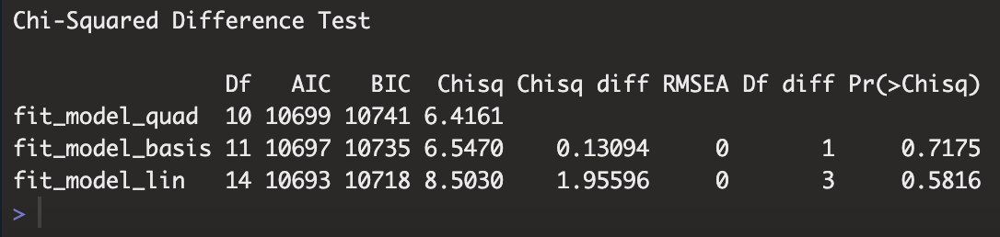 Chi-Squared Difference Test
Df AIC BIC Chisq Chisq diff RMSEA Df diff Pr(>Chisq)
fit_model_quad 10 10699 10741 6.4161
fit_model_basis 11 10697 10735 6.5470 0.13094 0 1 0.7175
fit_model_lin 14 10693 10718 8.5030 1.95596 0 3 0.5816
>